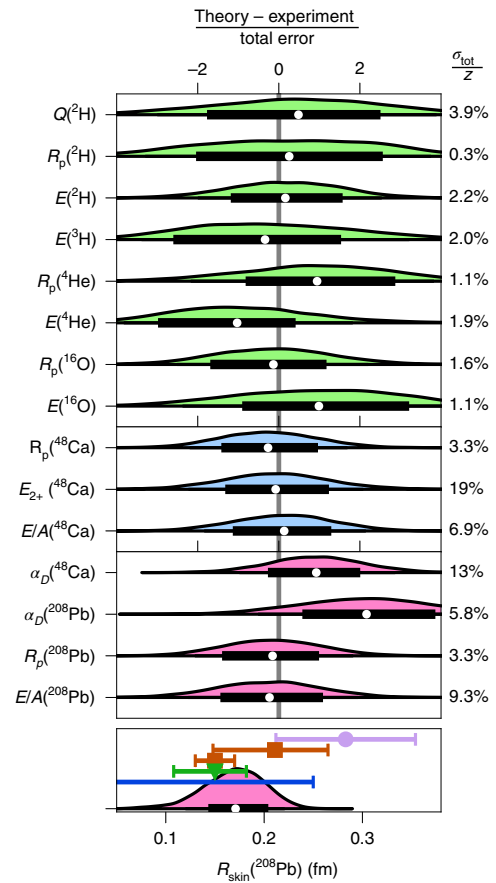 Theory – experiment
total error
σtot
z
−2 0 2
Q(²H) 3.9%
Rp(²H) 0.3%
E(²H) 2.2%
E(³H) 2.0%
Rp(⁴He) 1.1%
E(⁴He) 1.9%
Rp(¹⁶O) 1.6%
E(¹⁶O) 1.1%
Rp(⁴⁸Ca) 3.3%
E2+ (⁴⁸Ca) 19%
E/A(⁴⁸Ca) 6.9%
αD(⁴⁸Ca) 13%
αD(²⁰⁸Pb) 5.8%
Rp(²⁰⁸Pb) 3.3%
E/A(²⁰⁸Pb) 9.3%
0.1 0.2 0.3
Rskin(²⁰⁸Pb) (fm)